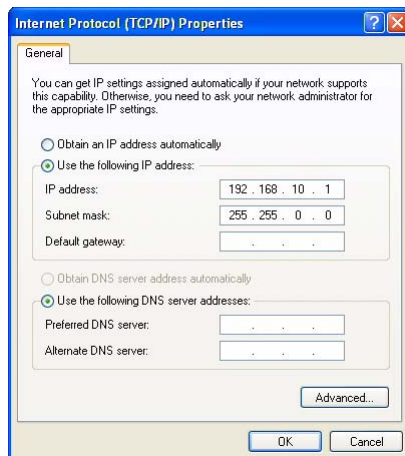 Internet Protocol (TCP/IP) Properties
General
You can get IP settings assigned automatically if your network supports
this capability. Otherwise, you need to ask your network administrator for
the appropriate IP settings.
Obtain an IP address automatically
Use the following IP address:
IP address: 192 . 168 . 10 . 1
Subnet mask: 255 . 255 . 0 . 0
Default gateway: . . .
Obtain DNS server address automatically
Use the following DNS server addresses:
Preferred DNS server: . . .
Alternate DNS server: . . .
Advanced...
OK Cancel